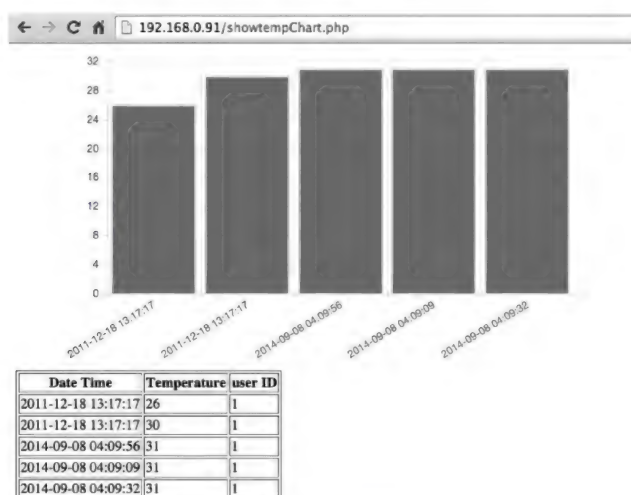 192.168.0.91/showtempChart.php
32
28
24
20
16
12
8
4
0
2011-12-18 13:17:17
2011-12-18 13:17:17
2014-09-08 04:09:56
2014-09-08 04:09:09
2014-09-08 04:09:32
Date Time Temperature user ID
2011-12-18 13:17:17 26 1
2011-12-18 13:17:17 30 1
2014-09-08 04:09:56 31 1
2014-09-08 04:09:09 31 1
2014-09-08 04:09:32 31 1